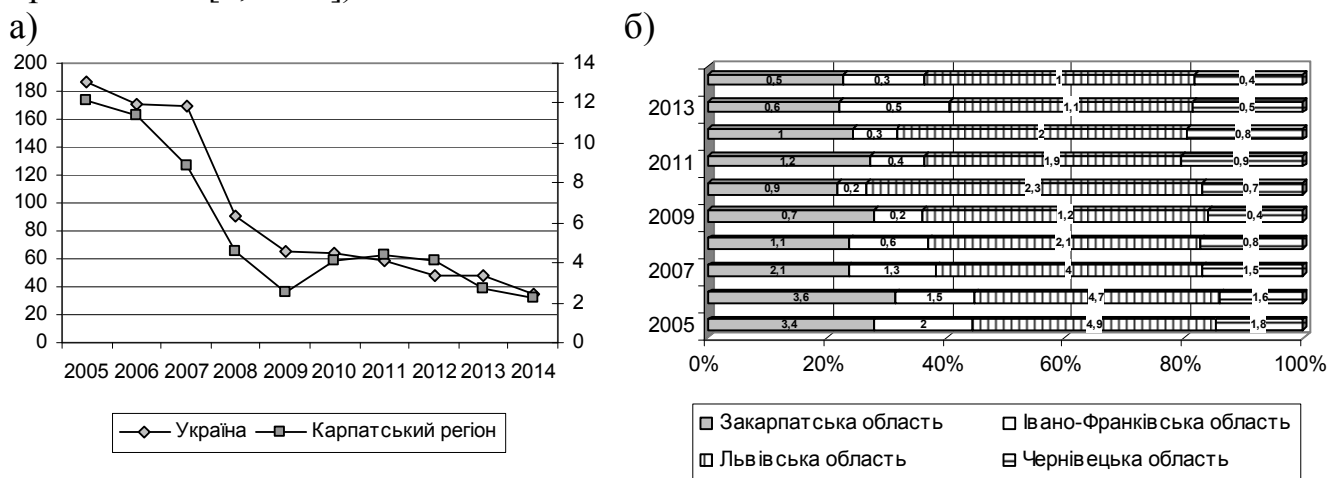 а)
б)
200
180
160
140
120
100
80
60
40
20
0
14
12
10
8
6
4
2
0
2005 2006 2007 2008 2009 2010 2011 2012 2013 2014
Україна Карпатський регіон
0,5 0,3 1 0,4
2013 0,6 0,5 1,1 0,5
1 0,3 2 0,8
2011 1,2 0,4 1,9 0,9
0,9 0,2 2,3 0,7
2009 0,7 0,2 1,2 0,4
1,1 0,6 2,1 0,8
2007 2,1 1,3 4 1,5
3,6 1,5 4,7 1,6
2005 3,4 2 4,9 1,8
0% 20% 40% 60% 80% 100%
Закарпатська область Івано-Франківська область
Львівська область Чернівецька область